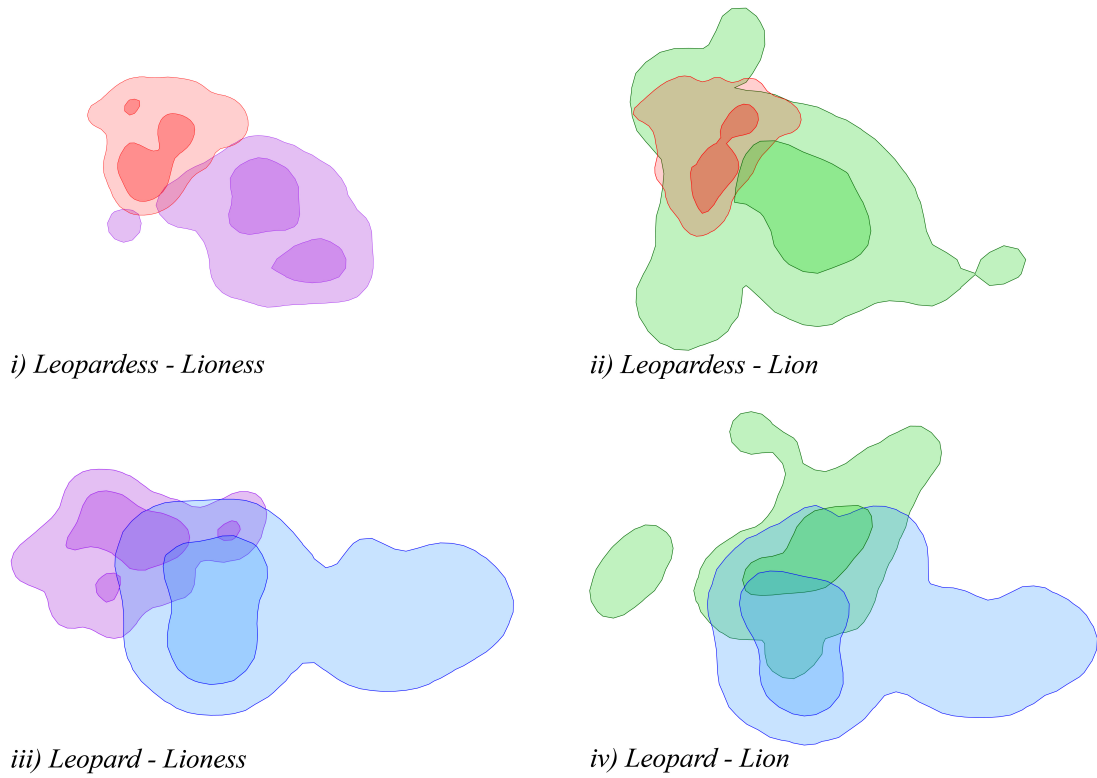 i) Leopardess - Lioness
ii) Leopardess - Lion
iii) Leopard - Lioness
iv) Leopard - Lion